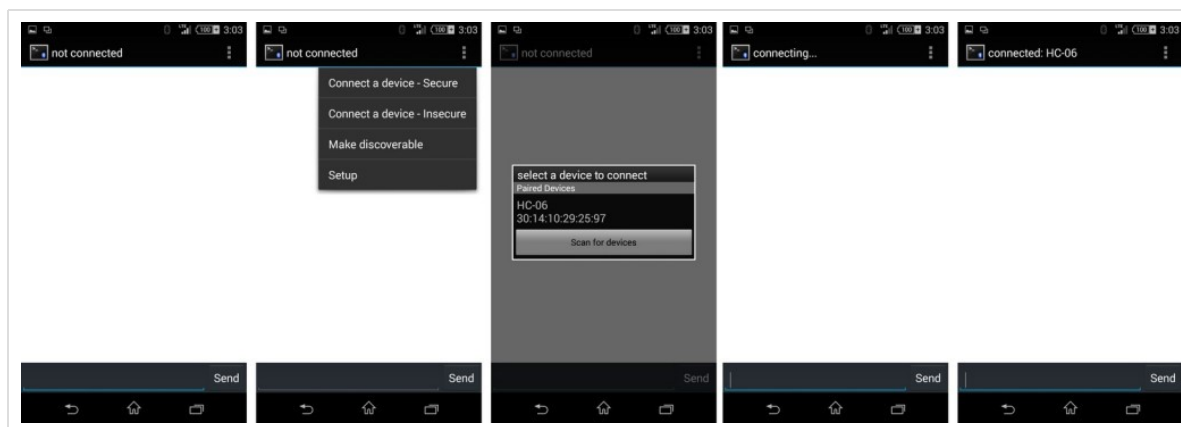 3:03
not connected
Send
3:03
not connected
Connect a device - Secure
Connect a device - Insecure
Make discoverable
Setup
Send
3:03
not connected
select a device to connect
Paired Devices
HC-06
30:14:10:29:25:97
Scan for devices
Send
3:03
connecting...
Send
3:03
connected: HC-06
Send